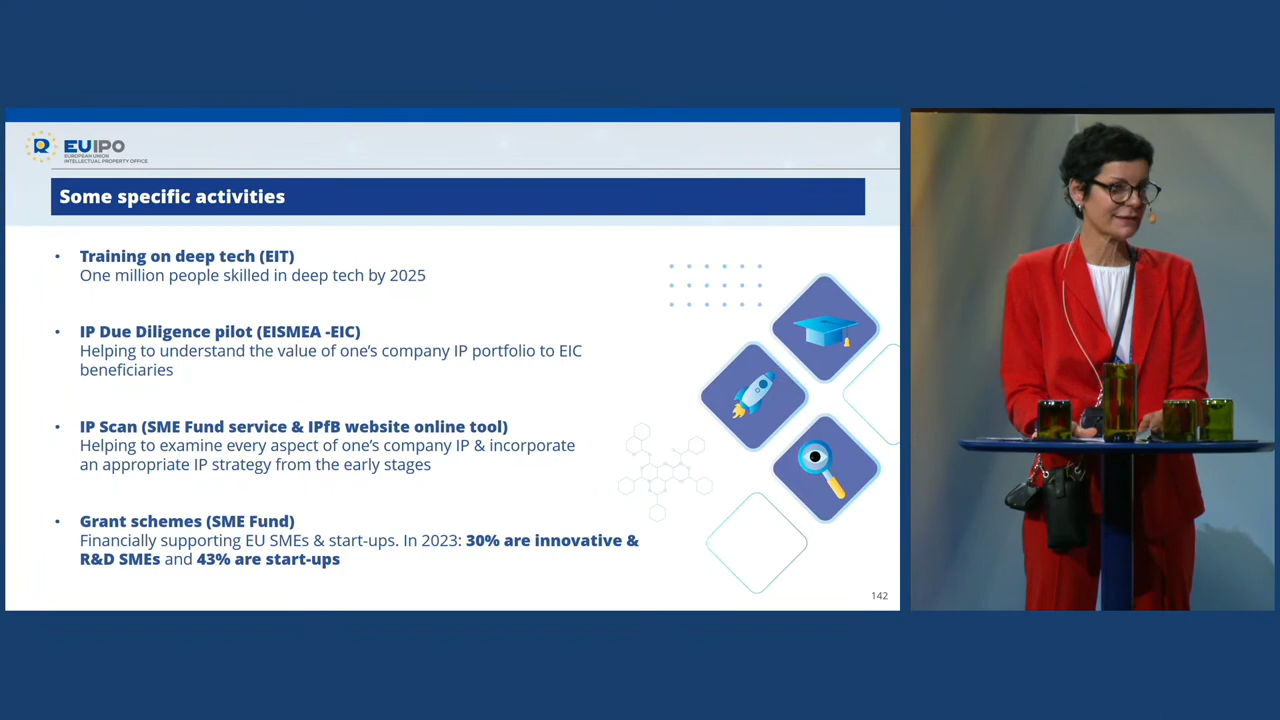 EUIPO
EUROPEAN UNION
INTELLECTUAL PROPERTY OFFICE
Some specific activities
• Training on deep tech (EIT)
One million people skilled in deep tech by 2025
• IP Due Diligence pilot (EISMEA -EIC)
Helping to understand the value of one's company IP portfolio to EIC
beneficiaries
• IP Scan (SME Fund service & IPfB website online tool)
Helping to examine every aspect of one's company IP & incorporate
an appropriate IP strategy from the early stages
• Grant schemes (SME Fund)
Financially supporting EU SMEs & start-ups. In 2023: 30% are innovative &
R&D SMEs and 43% are start-ups
142